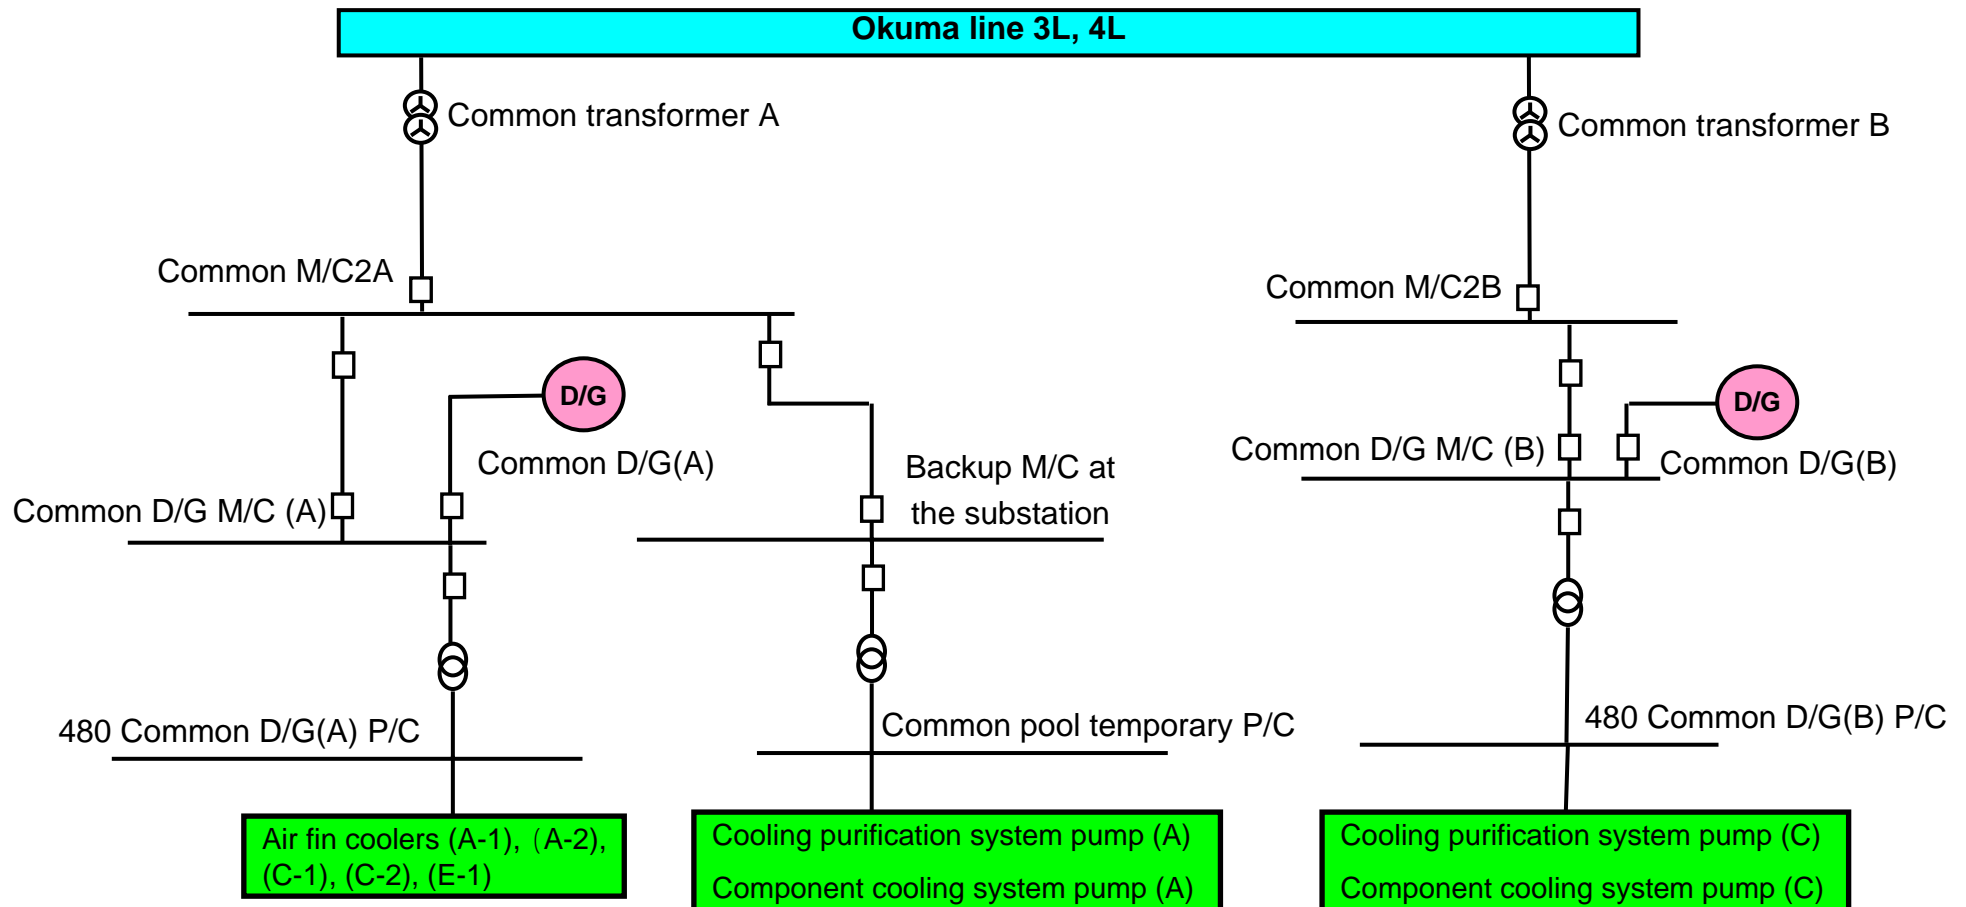 Okuma line 3L, 4L
Common transformer A
Common transformer B
Common M/C2A
Common M/C2B
D/G
D/G
Common D/G(A)
Backup M/C at
the substation
Common D/G M/C (B)
Common D/G(B)
Common D/G M/C (A)
480 Common D/G(A) P/C
Common pool temporary P/C
480 Common D/G(B) P/C
Air fin coolers (A-1), (A-2),
(C-1), (C-2), (E-1)
Cooling purification system pump (A)
Component cooling system pump (A)
Cooling purification system pump (C)
Component cooling system pump (C)